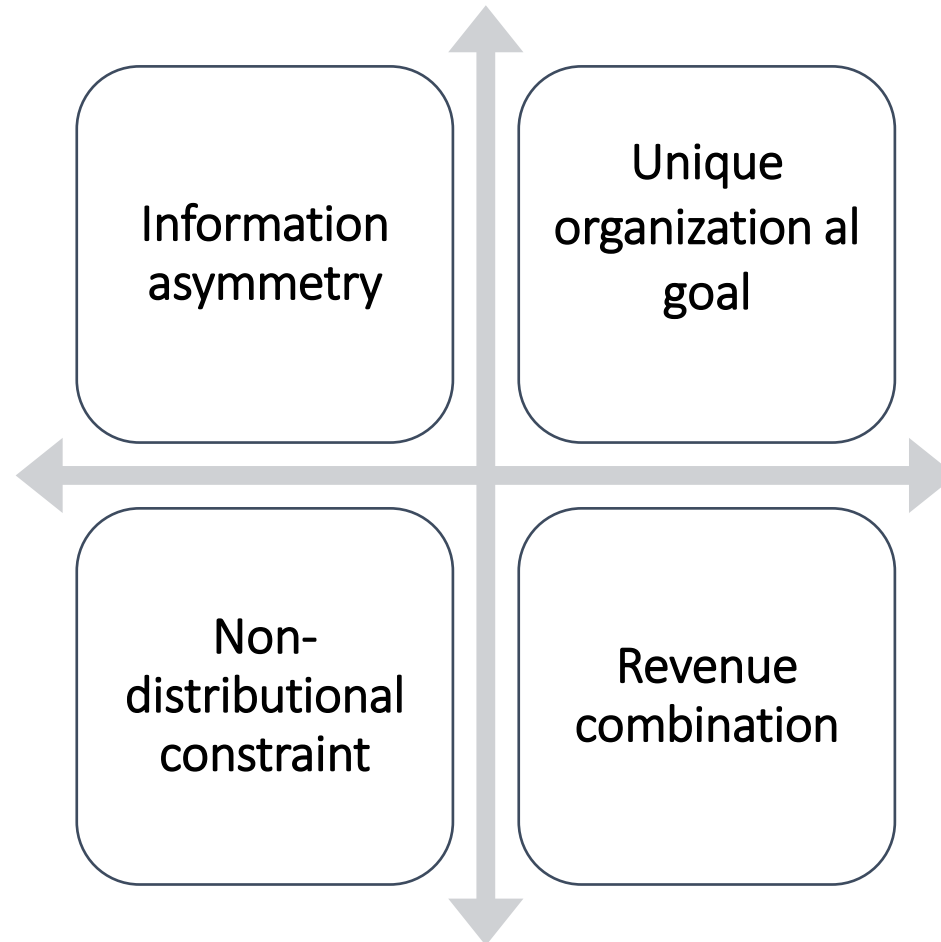 Information
asymmetry
Unique
organization al
goal
Non-
distributional
constraint
Revenue
combination